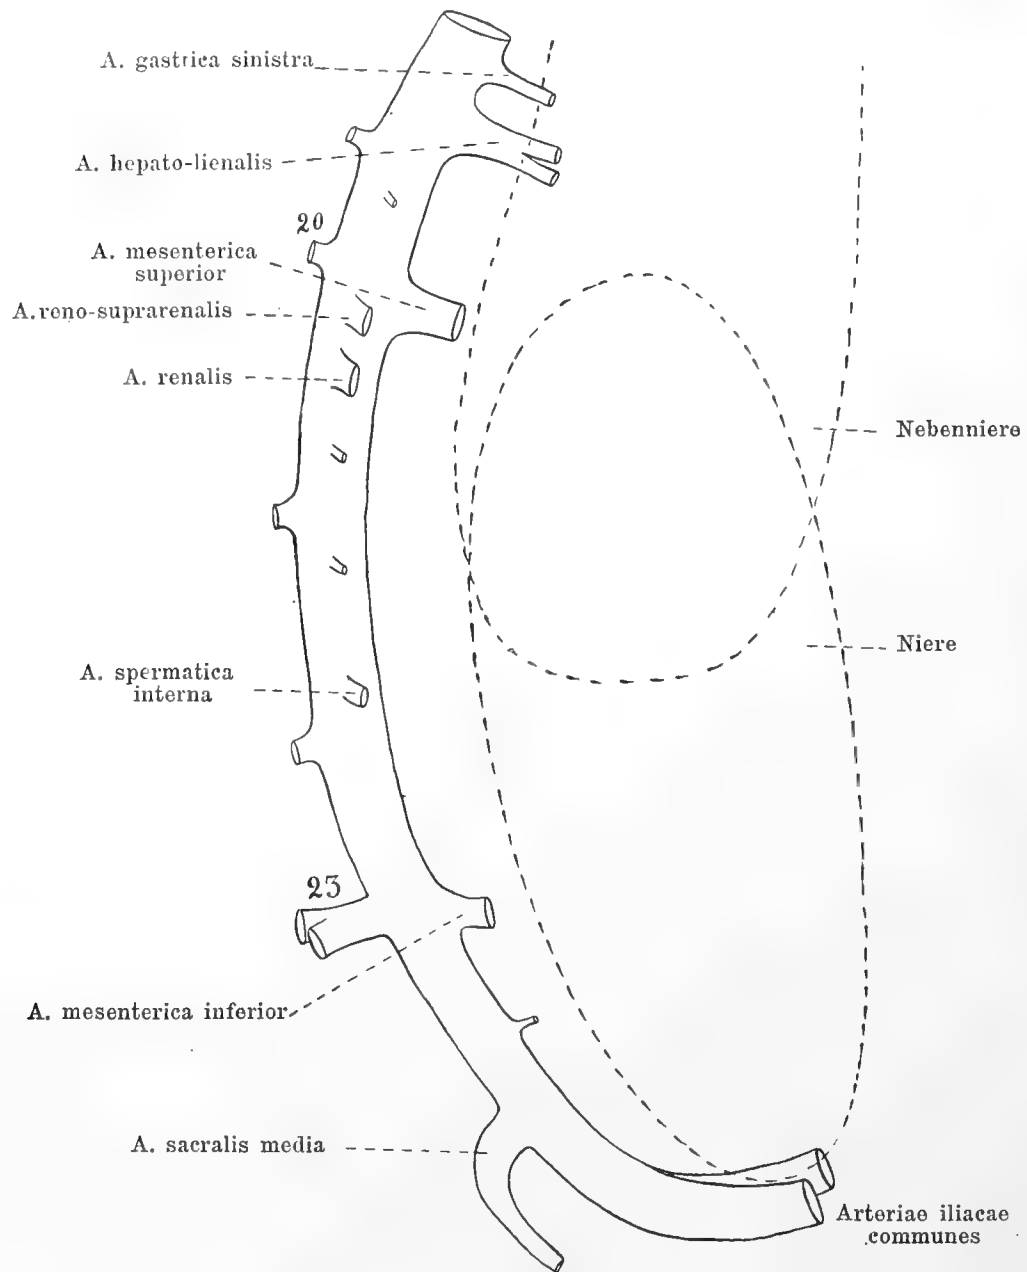 A. gastrica sinistra
A. hepato-lienalis
20
A. mesenterica
superior
A. reno-suprarenalis
A. renalis
Nebenniere
Niere
A. spermatica
interna
23
A. mesenterica inferior
A. sacralis media
Arteriae iliacae
communes